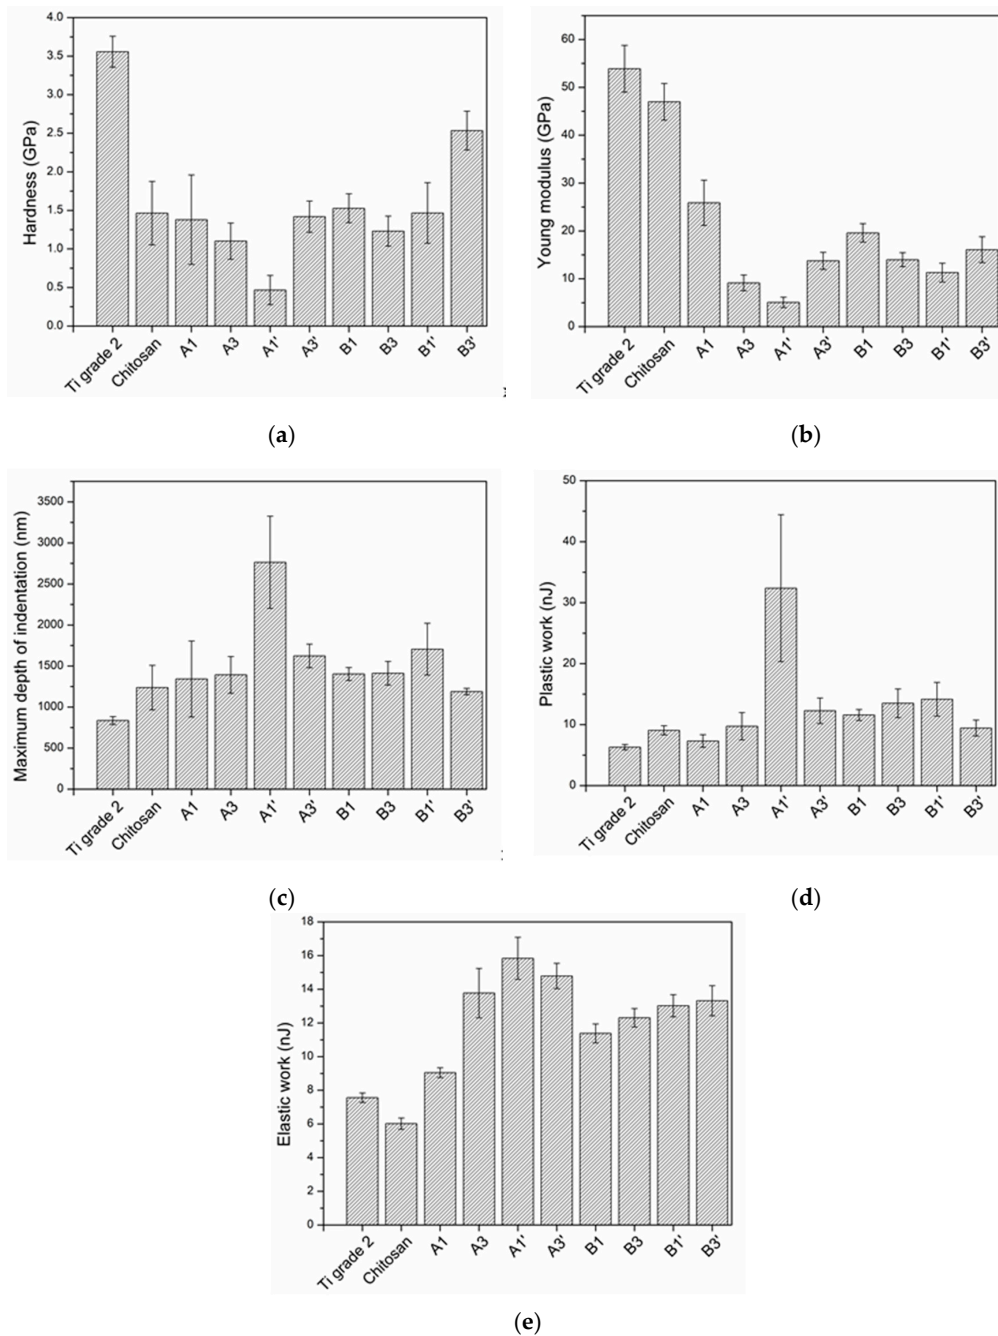 4.0
3.5
3.0
2.5
2.0
1.5
1.0
0.5
0.0
Hardness (GPa)
Ti grade 2
Chitosan
A1
A3
A1'
A3'
B1
B3
B1'
B3'
(a)
60
50
40
30
20
10
0
Young modulus (GPa)
Ti grade 2
Chitosan
A1
A3
A1'
A3'
B1
B3
B1'
B3'
(b)
3500
3000
2500
2000
1500
1000
500
0
Maximum depth of indentation (nm)
Ti grade 2
Chitosan
A1
A3
A1'
A3'
B1
B3
B1'
B3'
(c)
50
40
30
20
10
0
Plastic work (nJ)
Ti grade 2
Chitosan
A1
A3
A1'
A3'
B1
B3
B1'
B3'
(d)
18
16
14
12
10
8
6
4
2
0
Elastic work (nJ)
Ti grade 2
Chitosan
A1
A3
A1'
A3'
B1
B3
B1'
B3'
(e)